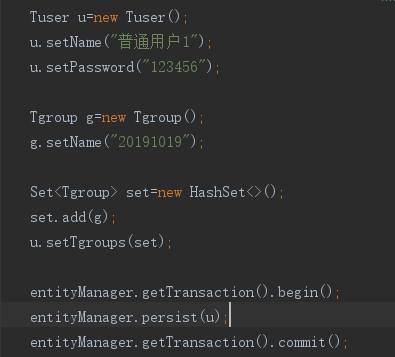 Tuser u=new Tuser();
u.setName("普通用户1");
u.setPassword("123456");
Tgroup g=new Tgroup();
g.setName("20191019");
Set<Tgroup> set=new HashSet<>();
set.add(g);
u.setTgroups(set);
entityManager.getTransaction().begin();
entityManager.persist(u);
entityManager.getTransaction().commit();